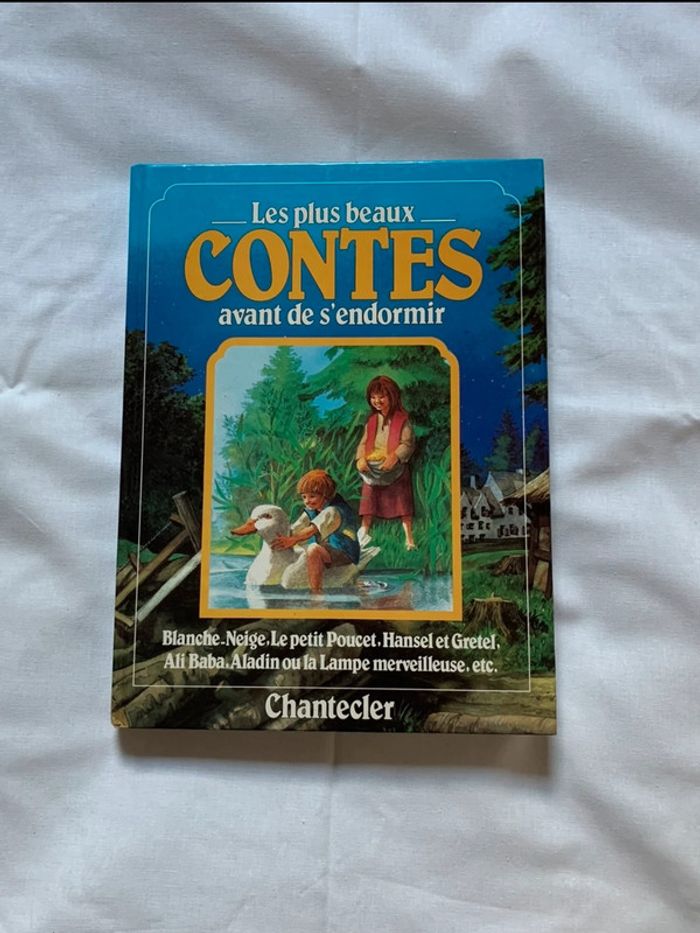 Les plus beaux
CONTES
avant de s'endormir
Blanche-Neige, Le petit Poucet, Hansel et Gretel,
Ali Baba, Aladin ou la Lampe merveilleuse, etc.
Chantecler